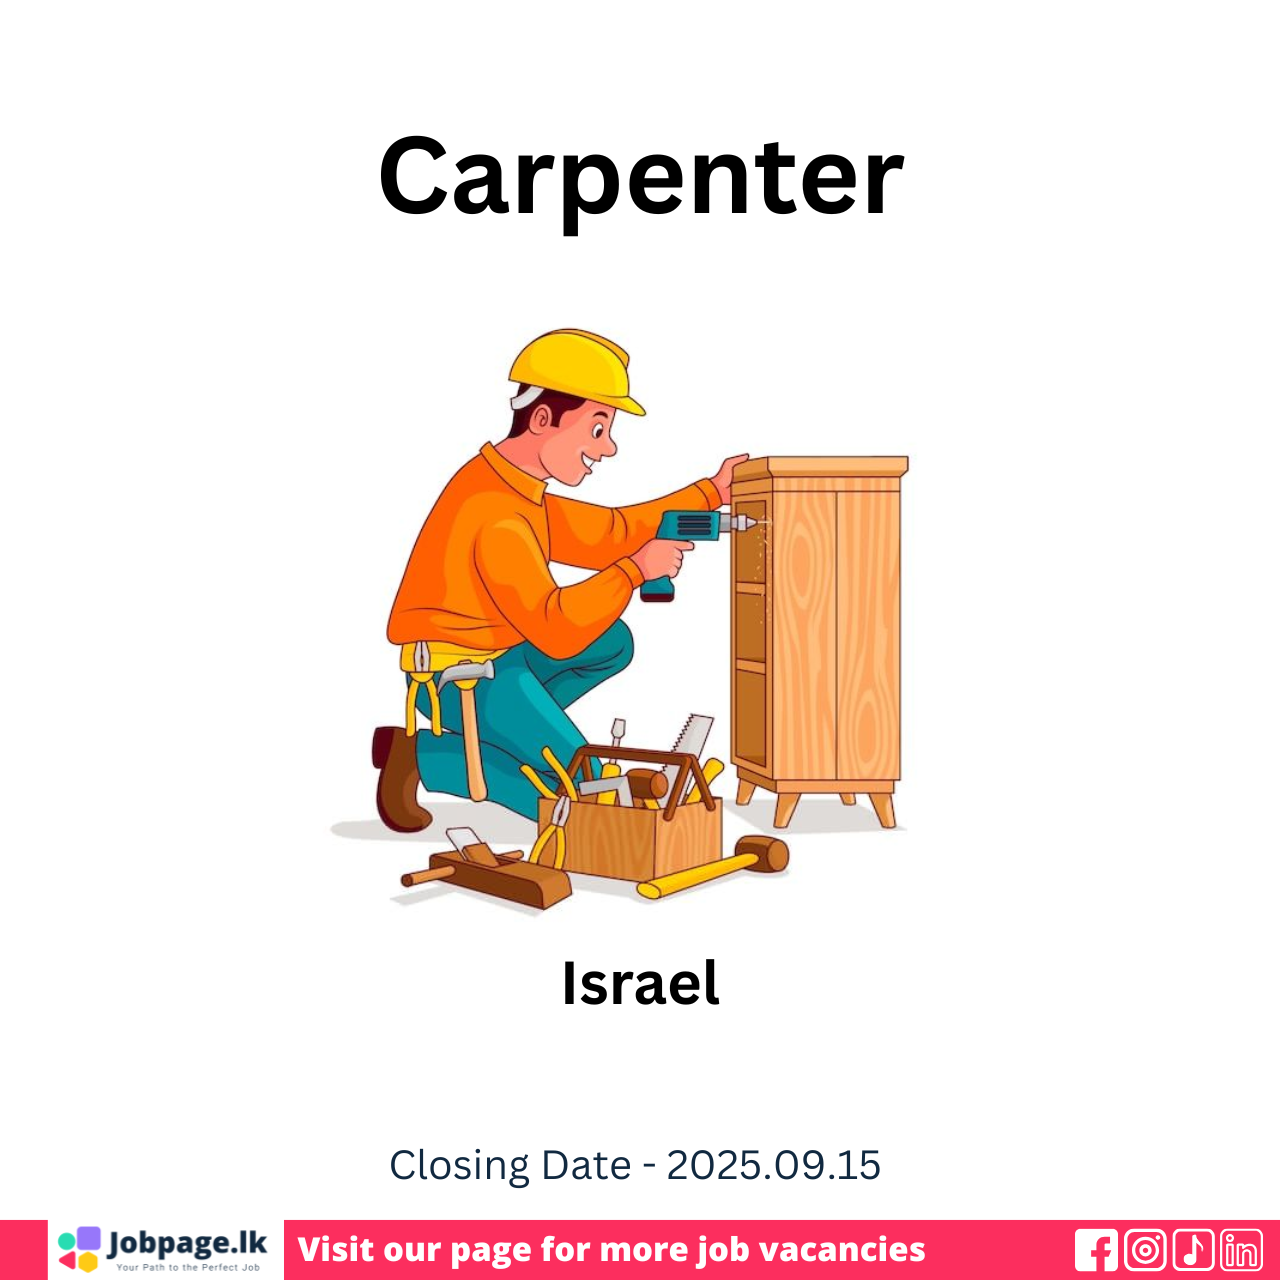 Carpenter
Israel
Closing Date - 2025.09.15
Jobpage.lk
Your Path to the Perfect Job
Visit our page for more job vacancies